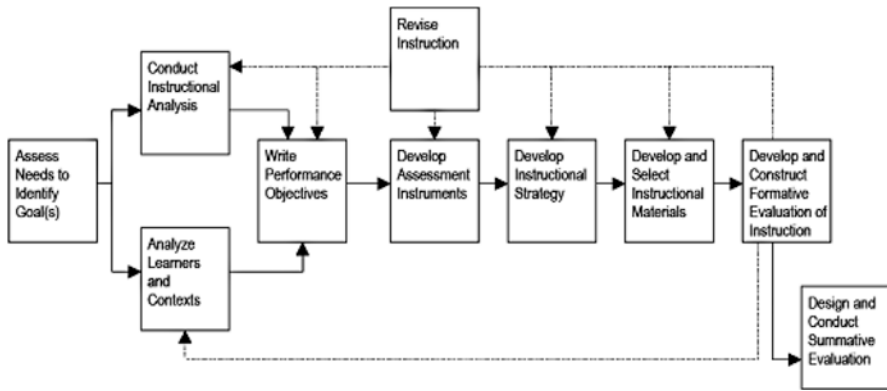 Revise
Instruction
Conduct
Instructional
Analysis
Assess
Needs to
Identify
Goal(s)
Write
Performance
Objectives
Develop
Assessment
Instruments
Develop
Instructional
Strategy
Develop and
Select
Instructional
Materials
Develop and
Construct
Formative
Evaluation of
Instruction
Analyze
Learners
and
Contexts
Design and
Conduct
Summative
Evaluation